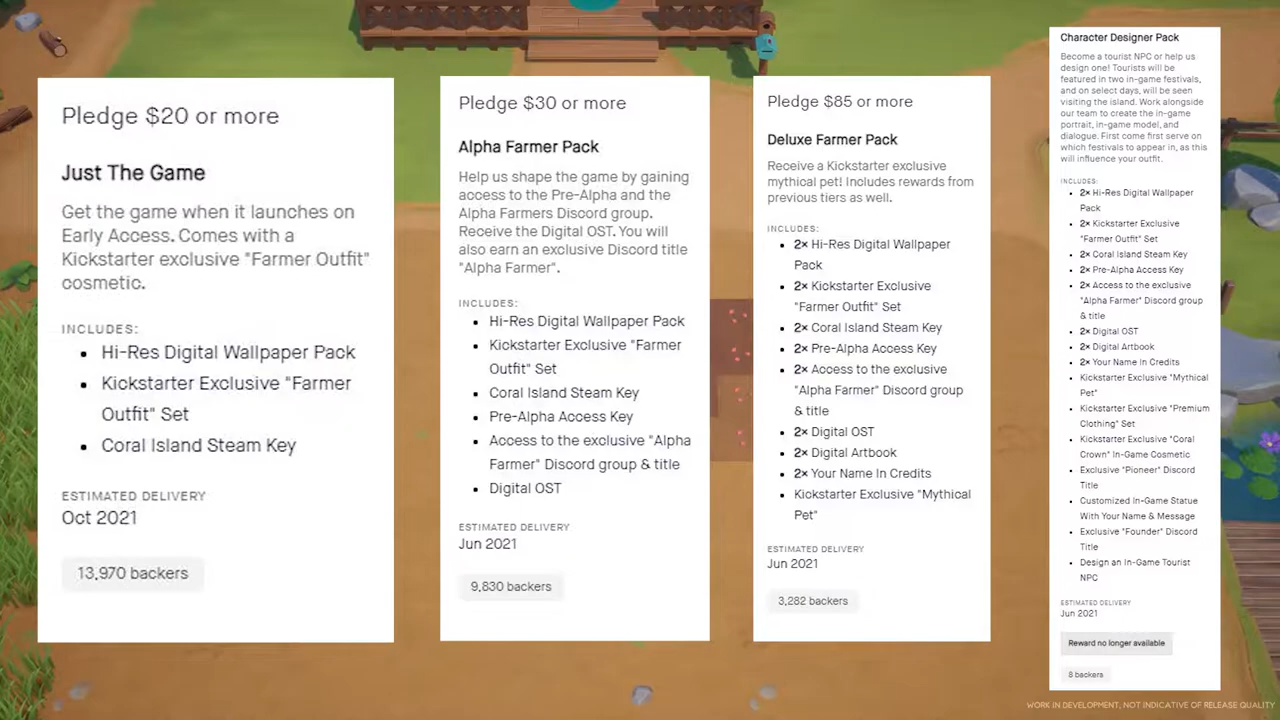 Pledge $20 or more
Just The Game
Get the game when it launches on
Early Access. Comes with a
Kickstarter exclusive "Farmer Outfit"
cosmetic.
INCLUDES:
• Hi-Res Digital Wallpaper Pack
• Kickstarter Exclusive "Farmer
Outfit" Set
• Coral Island Steam Key
ESTIMATED DELIVERY
Oct 2021
13,970 backers
Pledge $30 or more
Alpha Farmer Pack
Help us shape the game by gaining
access to the Pre-Alpha and the
Alpha Farmers Discord group.
Receive the Digital OST. You will
also earn an exclusive Discord title
"Alpha Farmer".
INCLUDES:
• Hi-Res Digital Wallpaper Pack
• Kickstarter Exclusive "Farmer
Outfit" Set
• Coral Island Steam Key
• Pre-Alpha Access Key
• Access to the exclusive "Alpha
Farmer" Discord group & title
• Digital OST
ESTIMATED DELIVERY
Jun 2021
9,830 backers
Pledge $85 or more
Deluxe Farmer Pack
Receive a Kickstarter exclusive
mythical pet! Includes rewards from
previous tiers as well.
INCLUDES:
• 2× Hi-Res Digital Wallpaper
Pack
• 2× Kickstarter Exclusive
"Farmer Outfit" Set
• 2× Coral Island Steam Key
• 2× Pre-Alpha Access Key
• 2× Access to the exclusive
"Alpha Farmer" Discord group
& title
• 2× Digital OST
• 2× Digital Artbook
• 2× Your Name In Credits
• Kickstarter Exclusive "Mythical
Pet"
ESTIMATED DELIVERY
Jun 2021
3,282 backers
Character Designer Pack
Become a tourist NPC or help us
design one! Tourists will be
featured in two in-game festivals,
and on select days, will be seen
visiting the island. Work alongside
our team to create the in-game
portrait, in-game model, and
dialogue. First come first serve on
which festivals to appear in, as this
will influence your outfit.
INCLUDES:
• 2× Hi-Res Digital Wallpaper
Pack
• 2× Kickstarter Exclusive
"Farmer Outfit" Set
• 2× Coral Island Steam Key
• 2× Pre-Alpha Access Key
• 2× Access to the exclusive
"Alpha Farmer" Discord group
& title
• 2× Digital OST
• 2× Digital Artbook
• 2× Your Name In Credits
• Kickstarter Exclusive "Mythical
Pet"
• Kickstarter Exclusive "Premium
Clothing" Set
• Kickstarter Exclusive "Coral
Crown" In-Game Cosmetic
• Exclusive "Pioneer" Discord
Title
• Customized In-Game Statue
With Your Name & Message
• Exclusive "Founder" Discord
Title
• Design an In-Game Tourist
NPC
ESTIMATED DELIVERY
Jun 2021
Reward no longer available
8 backers
WORK IN DEVELOPMENT, NOT INDICATIVE OF RELEASE QUALITY